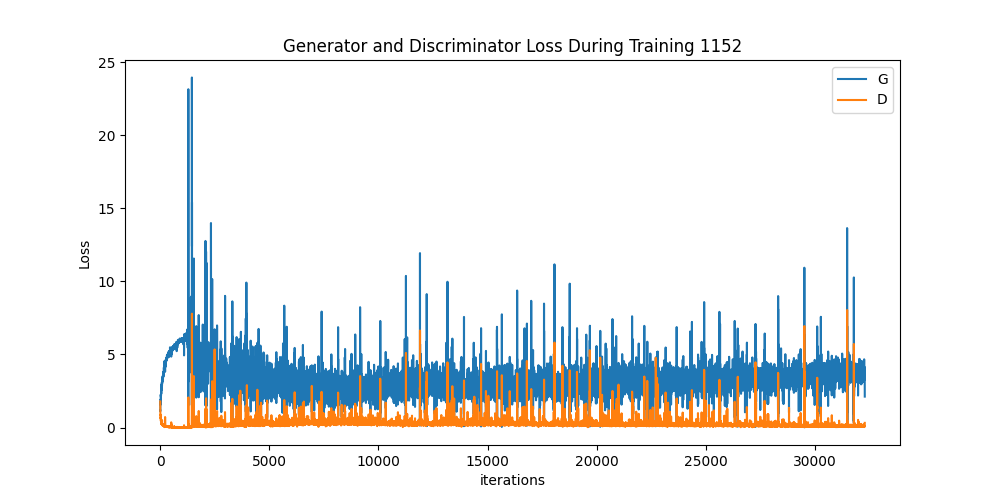 Generator and Discriminator Loss During Training 1152
G
D
25
20
15
10
5
0
Loss
0 5000 10000 15000 20000 25000 30000
iterations